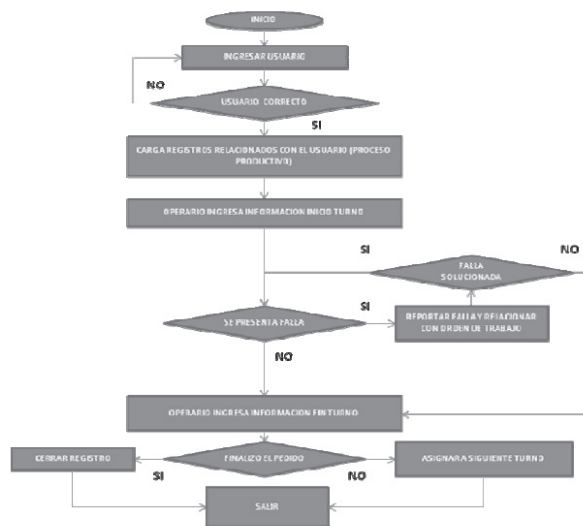 INICIO
INGRESAR USUARIO
NO
USUARIO CORRECTO
SI
CARGA REGISTROS RELACIONADOS CON EL USUARIO (PROCESO
PRODUCTIVO)
OPERARIO INGRESA INFORMACION INICIO TURNO
SI
NO
FALLA
SOLUCIONADA
SE PRESENTA FALLA
SI
REPORTAR FALLA Y RELACIONAR
CON ORDEN DE TRABAJO
NO
OPERARIO INGRESA INFORMACION FIN TURNO
CERRAR REGISTRO
SI
FINALIZO EL PEDIDO
NO
ASIGNAR A SIGUIENTE TURNO
SALIR